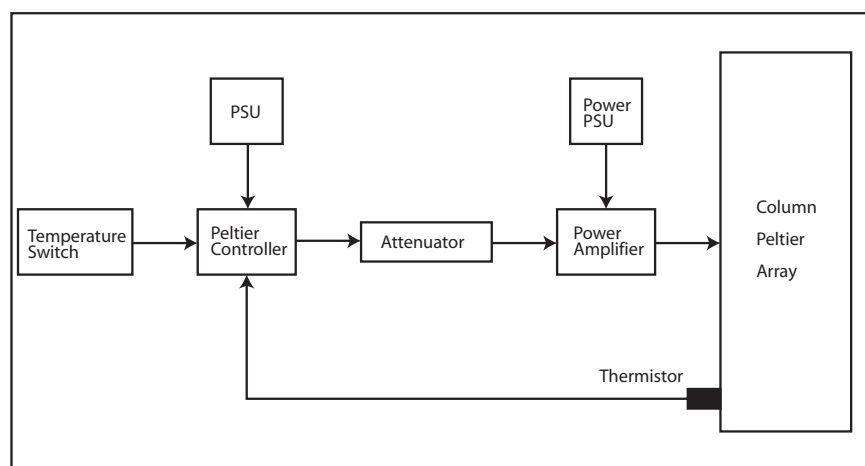 PSU
Power
PSU
Temperature
Switch
Peltier
Controller
Attenuator
Power
Amplifier
Column
Peltier
Array
Thermistor